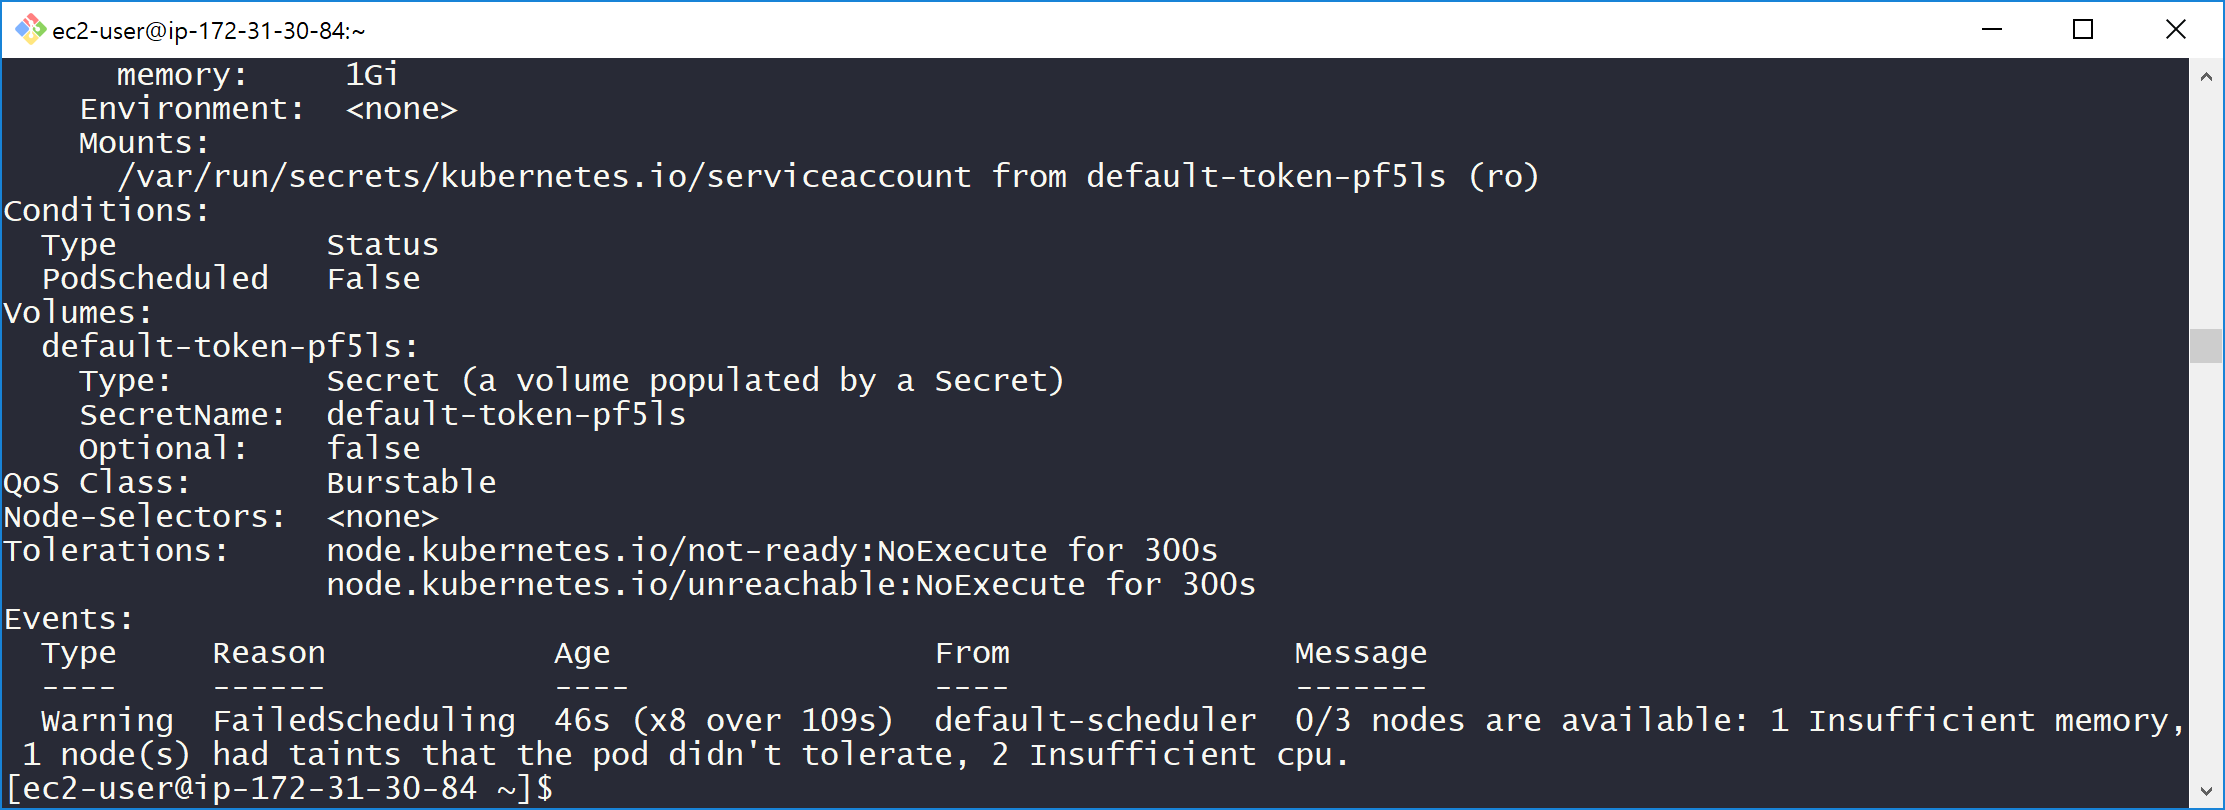 ec2-user@ip-172-31-30-84:~
      memory:     1Gi
    Environment:  <none>
    Mounts:
      /var/run/secrets/kubernetes.io/serviceaccount from default-token-pf5ls (ro)
Conditions:
  Type           Status
  PodScheduled   False
Volumes:
  default-token-pf5ls:
    Type:        Secret (a volume populated by a Secret)
    SecretName:  default-token-pf5ls
    Optional:    false
QoS Class:       Burstable
Node-Selectors:  <none>
Tolerations:     node.kubernetes.io/not-ready:NoExecute for 300s
                 node.kubernetes.io/unreachable:NoExecute for 300s
Events:
  Type     Reason            Age                 From               Message
  ----     ------            ----                ----               -------
  Warning  FailedScheduling  46s (x8 over 109s)  default-scheduler  0/3 nodes are available: 1 Insufficient memory,
 1 node(s) had taints that the pod didn't tolerate, 2 Insufficient cpu.
[ec2-user@ip-172-31-30-84 ~]$